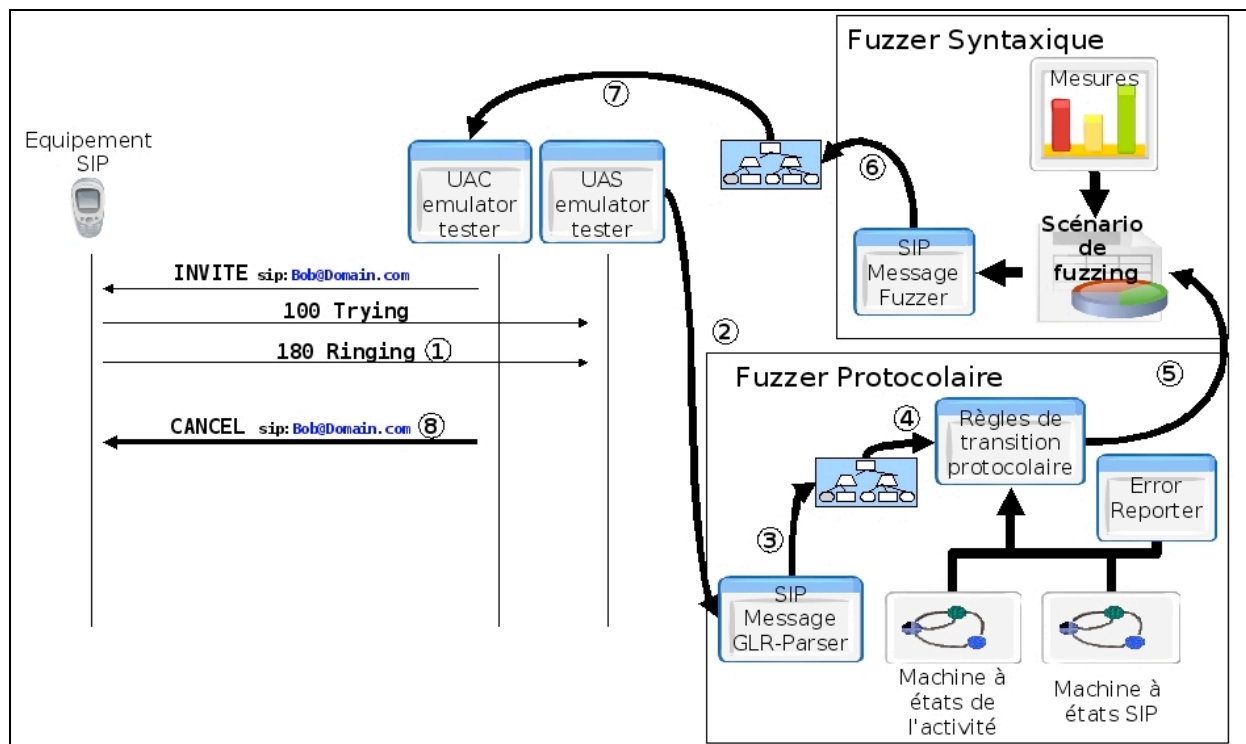 Fuzzer Syntaxique
Mesures
⑦
Equipement
SIP
UAC
emulator
tester
UAS
emulator
tester
⑥
SIP
Message
Fuzzer
Scénario
de
fuzzing
INVITE sip:Bob@Domain.com
100 Trying
180 Ringing ①
②
CANCEL sip:Bob@Domain.com ⑧
Fuzzer Protocolaire
⑤
④
Règles de
transition
protocolaire
Error
Reporter
③
SIP
Message
GLR-Parser
Machine à
états de
l'activité
Machine à
états SIP